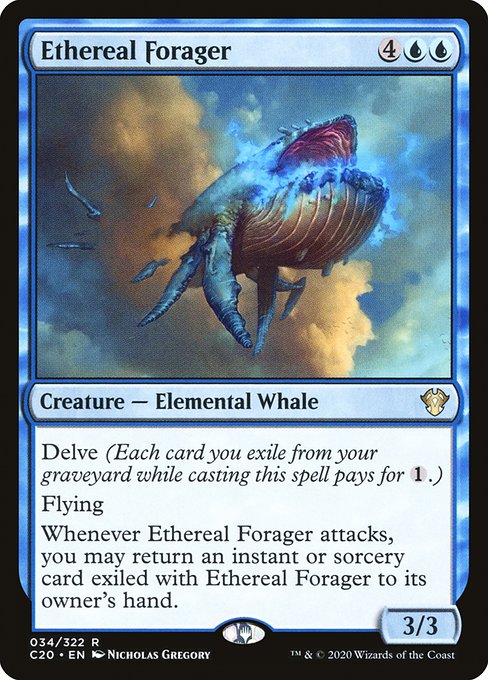 Ethereal Forager 4
Creature — Elemental Whale
Delve (Each card you exile from your
graveyard while casting this spell pays for 1.)
Flying
Whenever Ethereal Forager attacks,
you may return an instant or sorcery
card exiled with Ethereal Forager to its
owner's hand.
3/3
034/322 R
C20 • EN Nicholas Gregory
™ & © 2020 Wizards of the Coast